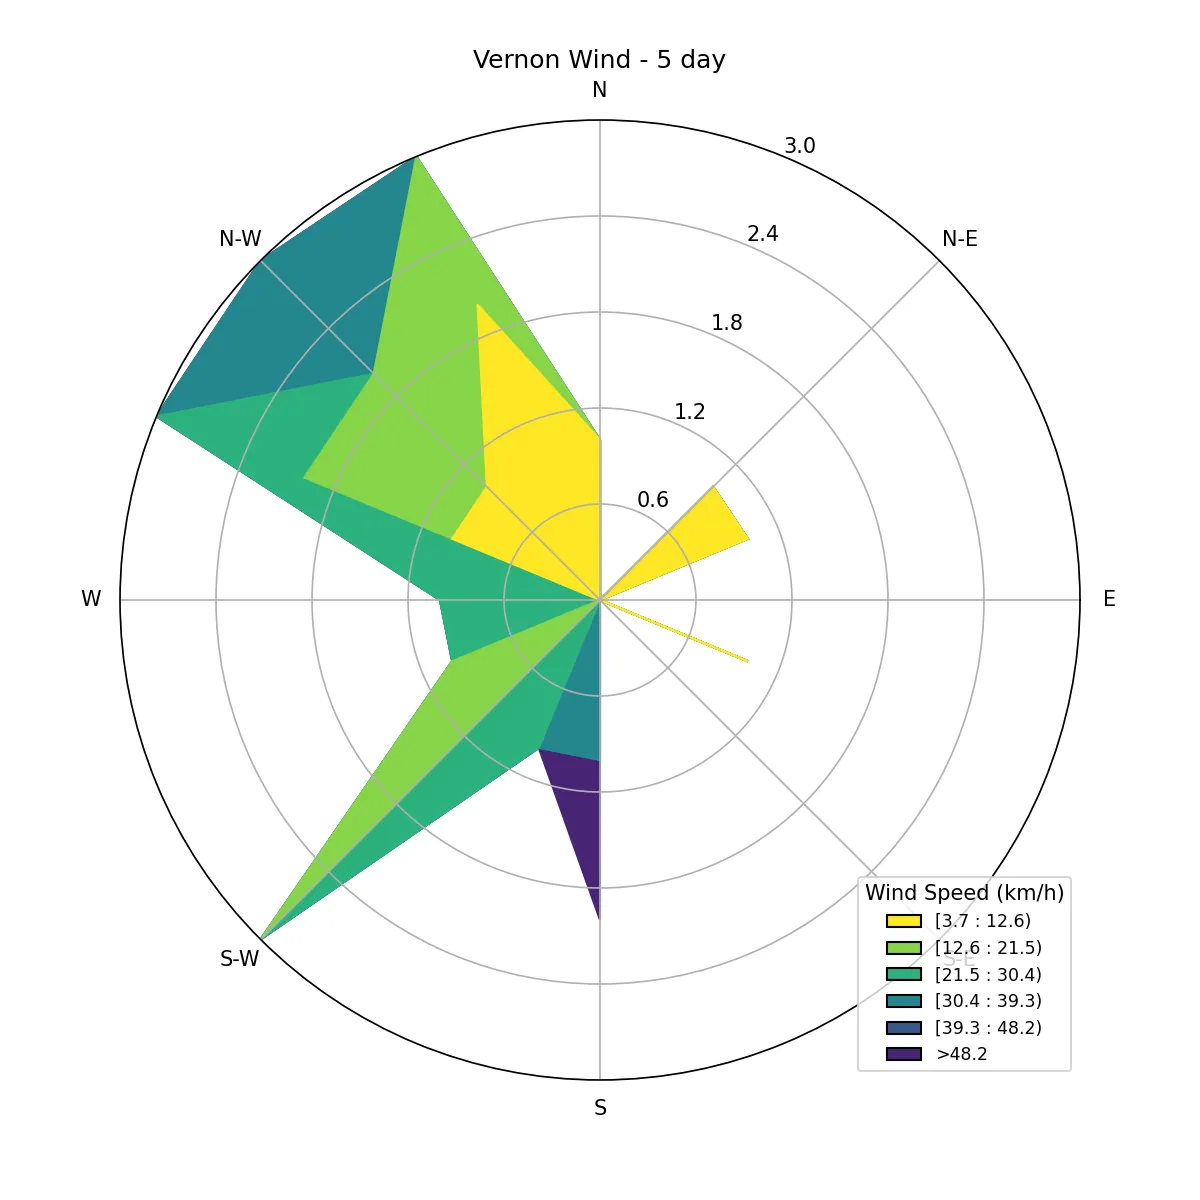 Vernon Wind - 5 day
N
3.0
2.4
N-W
N-E
1.8
1.2
0.6
W
E
Wind Speed (km/h)
[3.7 : 12.6)
[12.6 : 21.5)
S-W
S-E
[21.5 : 30.4)
[30.4 : 39.3)
[39.3 : 48.2)
>48.2
S